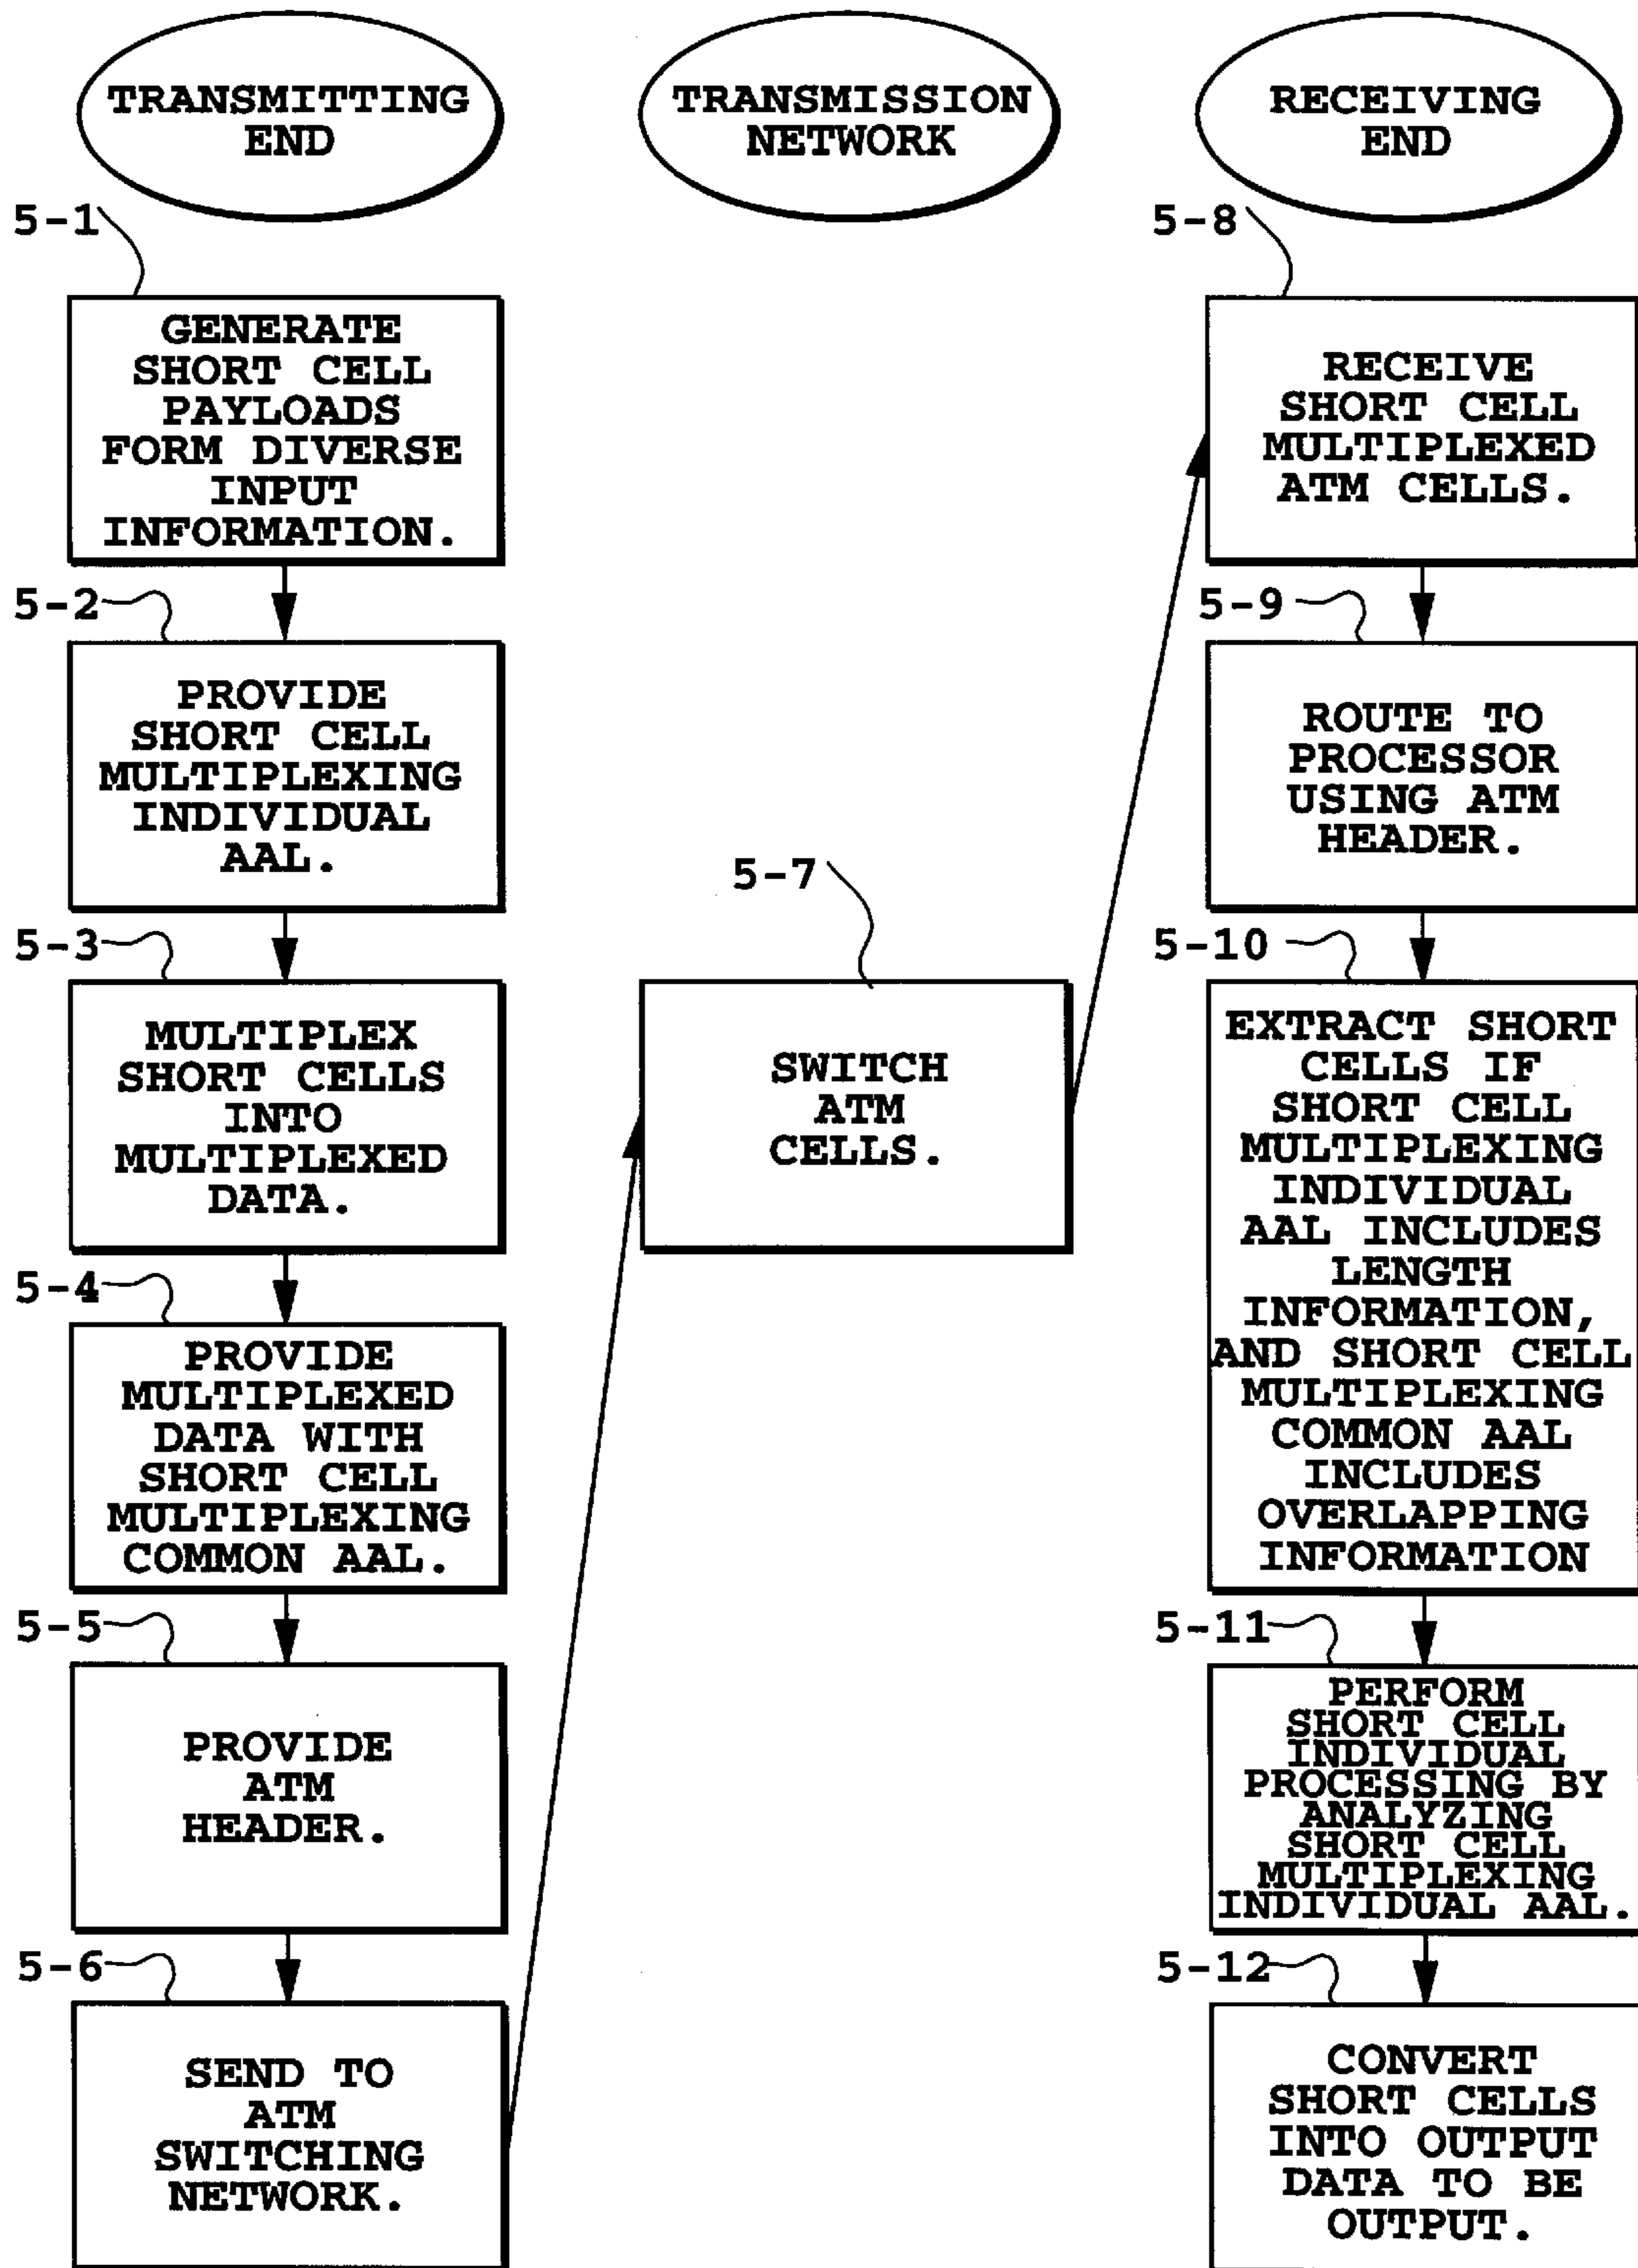 TRANSMITTING
END
TRANSMISSION
NETWORK
RECEIVING
END
5-1
GENERATE
SHORT CELL
PAYLOADS
FORM DIVERSE
INPUT
INFORMATION.
5-2
PROVIDE
SHORT CELL
MULTIPLEXING
INDIVIDUAL
AAL.
5-3
MULTIPLEX
SHORT CELLS
INTO
MULTIPLEXED
DATA.
5-4
PROVIDE
MULTIPLEXED
DATA WITH
SHORT CELL
MULTIPLEXING
COMMON AAL.
5-5
PROVIDE
ATM
HEADER.
5-6
SEND TO
ATM
SWITCHING
NETWORK.
5-7
SWITCH
ATM
CELLS.
5-8
RECEIVE
SHORT CELL
MULTIPLEXED
ATM CELLS.
5-9
ROUTE TO
PROCESSOR
USING ATM
HEADER.
5-10
EXTRACT SHORT
CELLS IF
SHORT CELL
MULTIPLEXING
INDIVIDUAL
AAL INCLUDES
LENGTH
INFORMATION,
AND SHORT CELL
MULTIPLEXING
COMMON AAL
INCLUDES
OVERLAPPING
INFORMATION
5-11
PERFORM
SHORT CELL
INDIVIDUAL
PROCESSING BY
ANALYZING
SHORT CELL
MULTIPLEXING
INDIVIDUAL AAL.
5-12
CONVERT
SHORT CELLS
INTO OUTPUT
DATA TO BE
OUTPUT.